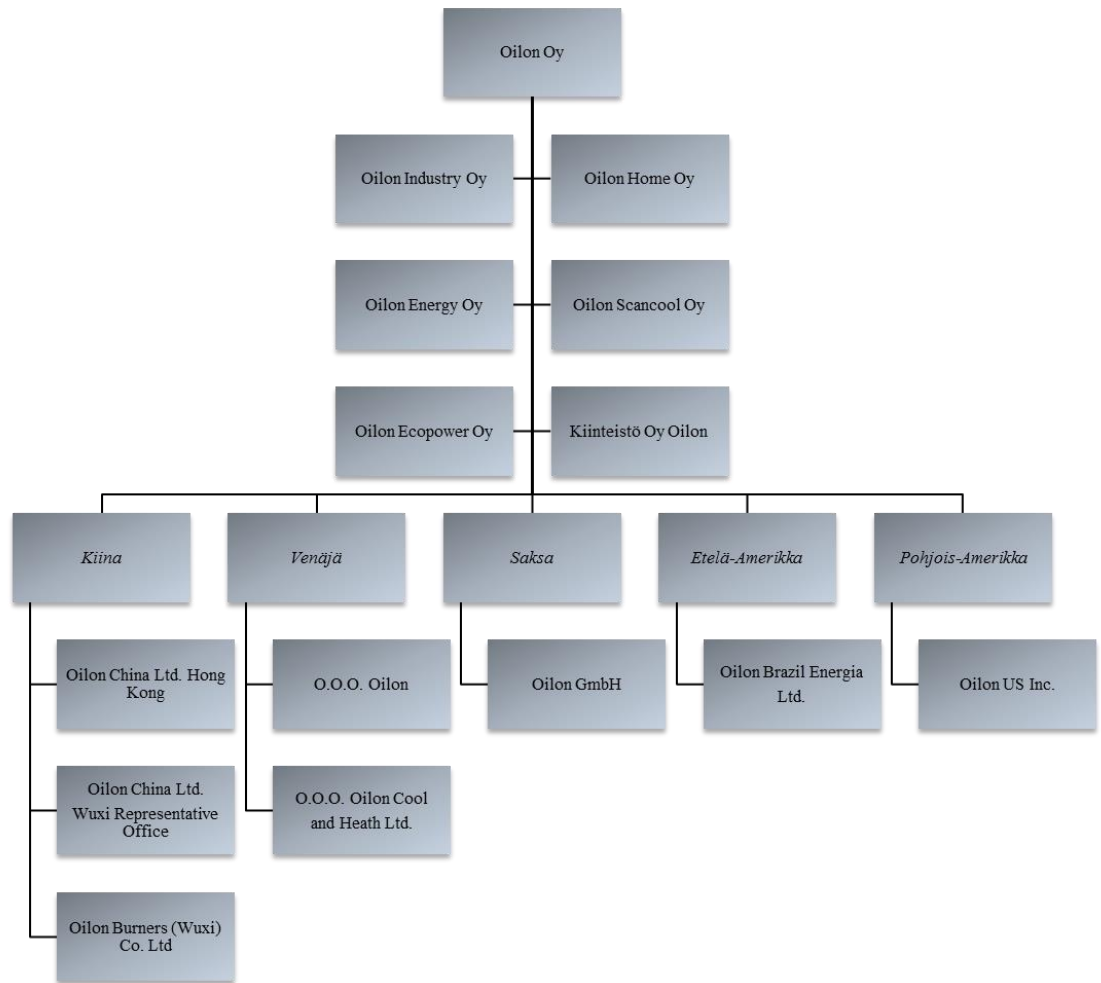 Oilon Oy
Oilon Industry Oy
Oilon Home Oy
Oilon Energy Oy
Oilon Scancool Oy
Oilon Ecopower Oy
Kiinteistö Oy Oilon
Kiina
Venäjä
Saksa
Etelä-Amerikka
Pohjois-Amerikka
Oilon China Ltd. Hong
Kong
O.O.O. Oilon
Oilon GmbH
Oilon Brazil Energia
Ltd.
Oilon US Inc.
Oilon China Ltd.
Wuxi Representative
Office
O.O.O. Oilon Cool
and Heath Ltd.
Oilon Burners (Wuxi)
Co. Ltd